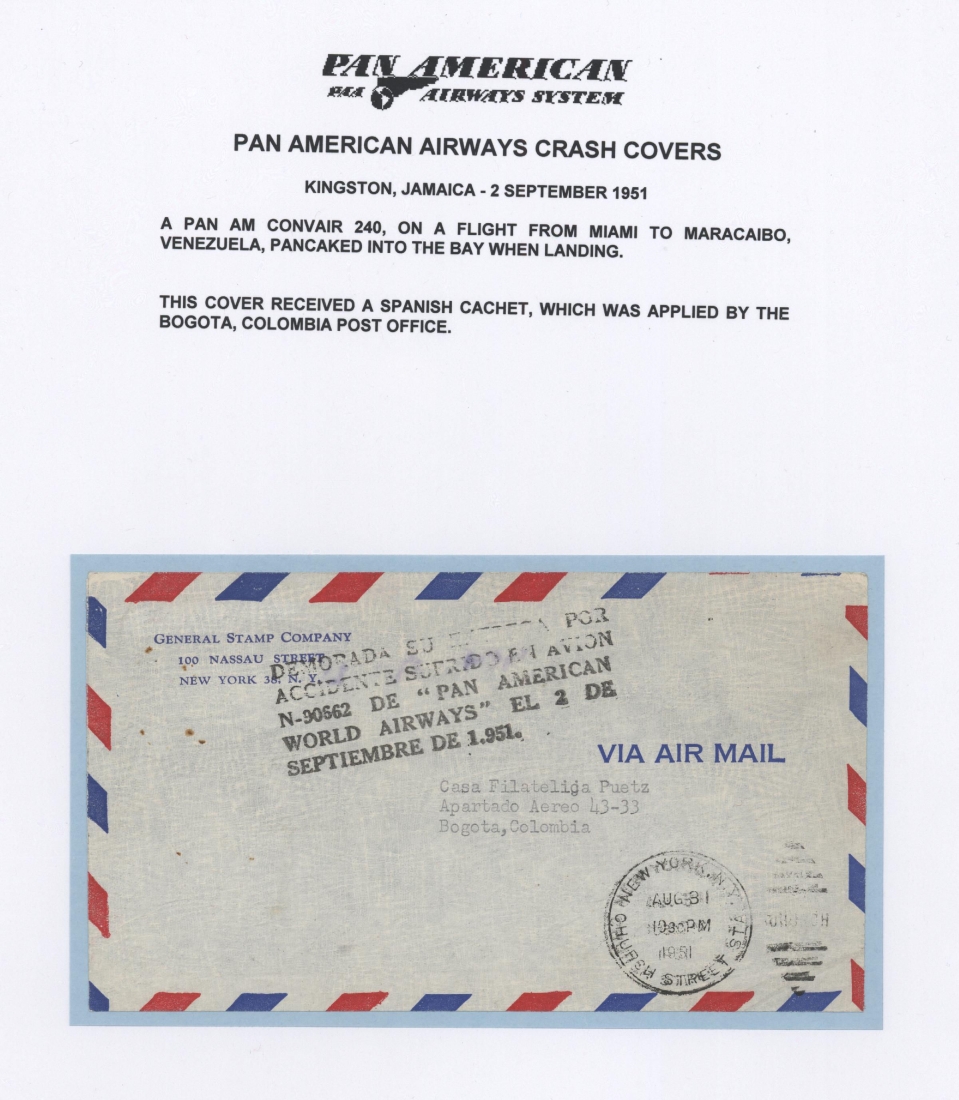 PAN AMERICAN
PAA AIRWAYS SYSTEM
PAN AMERICAN AIRWAYS CRASH COVERS
KINGSTON, JAMAICA - 2 SEPTEMBER 1951
A PAN AM CONVAIR 240, ON A FLIGHT FROM MIAMI TO MARACAIBO,
VENEZUELA, PANCAKED INTO THE BAY WHEN LANDING.
THIS COVER RECEIVED A SPANISH CACHET, WHICH WAS APPLIED BY THE
BOGOTA, COLOMBIA POST OFFICE.
GENERAL STAMP COMPANY
100 NASSAU STREET
NEW YORK 38, N. Y.
DEMORADA SU ENTREGA POR
ACCIDENTE SUFRIDO EN AVION
N-90662 DE "PAN AMERICAN
WORLD AIRWAYS" EL 2 DE
SEPTIEMBRE DE 1.951.
VIA AIR MAIL
Casa Filateliga Puetz
Apartado Aereo 43-33
Bogota,Colombia
NEW YORK, N.Y.
AUG 31
PM
1951
CHURCH STREET STA